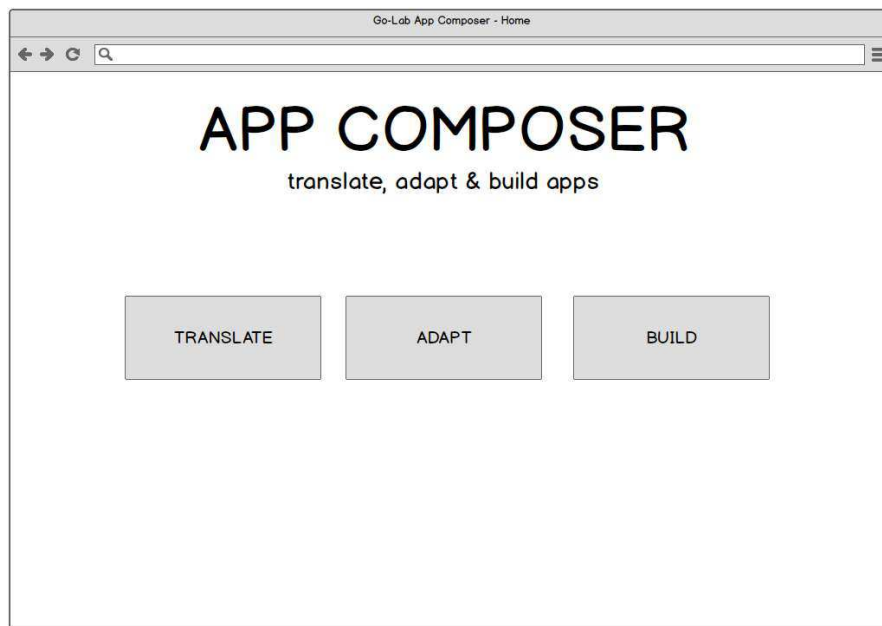 Go-Lab App Composer - Home
APP COMPOSER
translate, adapt & build apps
TRANSLATE ADAPT BUILD